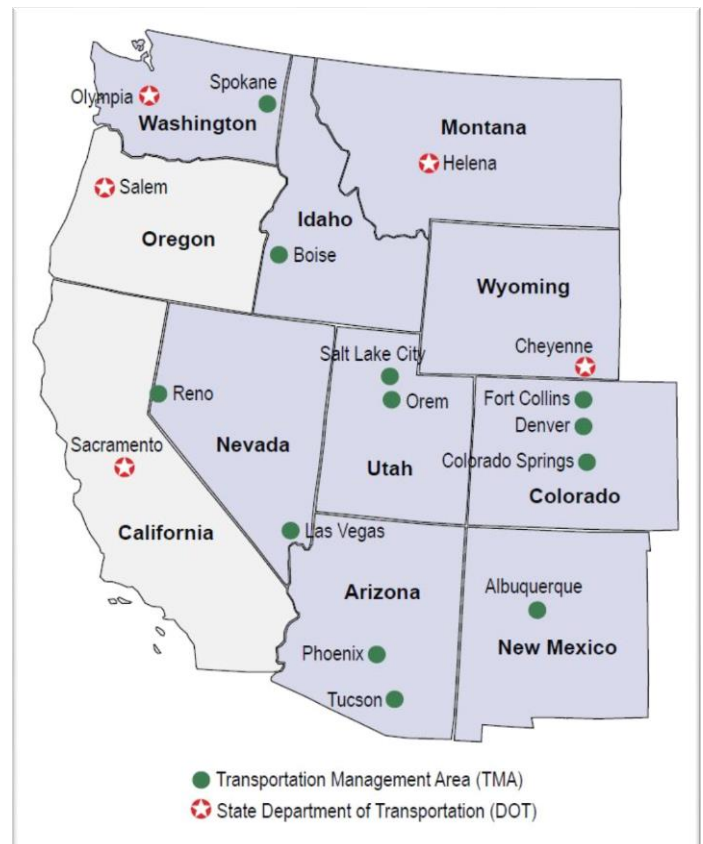 Spokane
Olympia
Washington
Montana
Helena
Salem
Idaho
Oregon
Boise
Wyoming
Cheyenne
Salt Lake City
Reno
Orem
Fort Collins
Denver
Nevada
Sacramento
Utah
Colorado Springs
Colorado
California
Las Vegas
Arizona
Albuquerque
New Mexico
Phoenix
Tucson
Transportation Management Area (TMA)
State Department of Transportation (DOT)